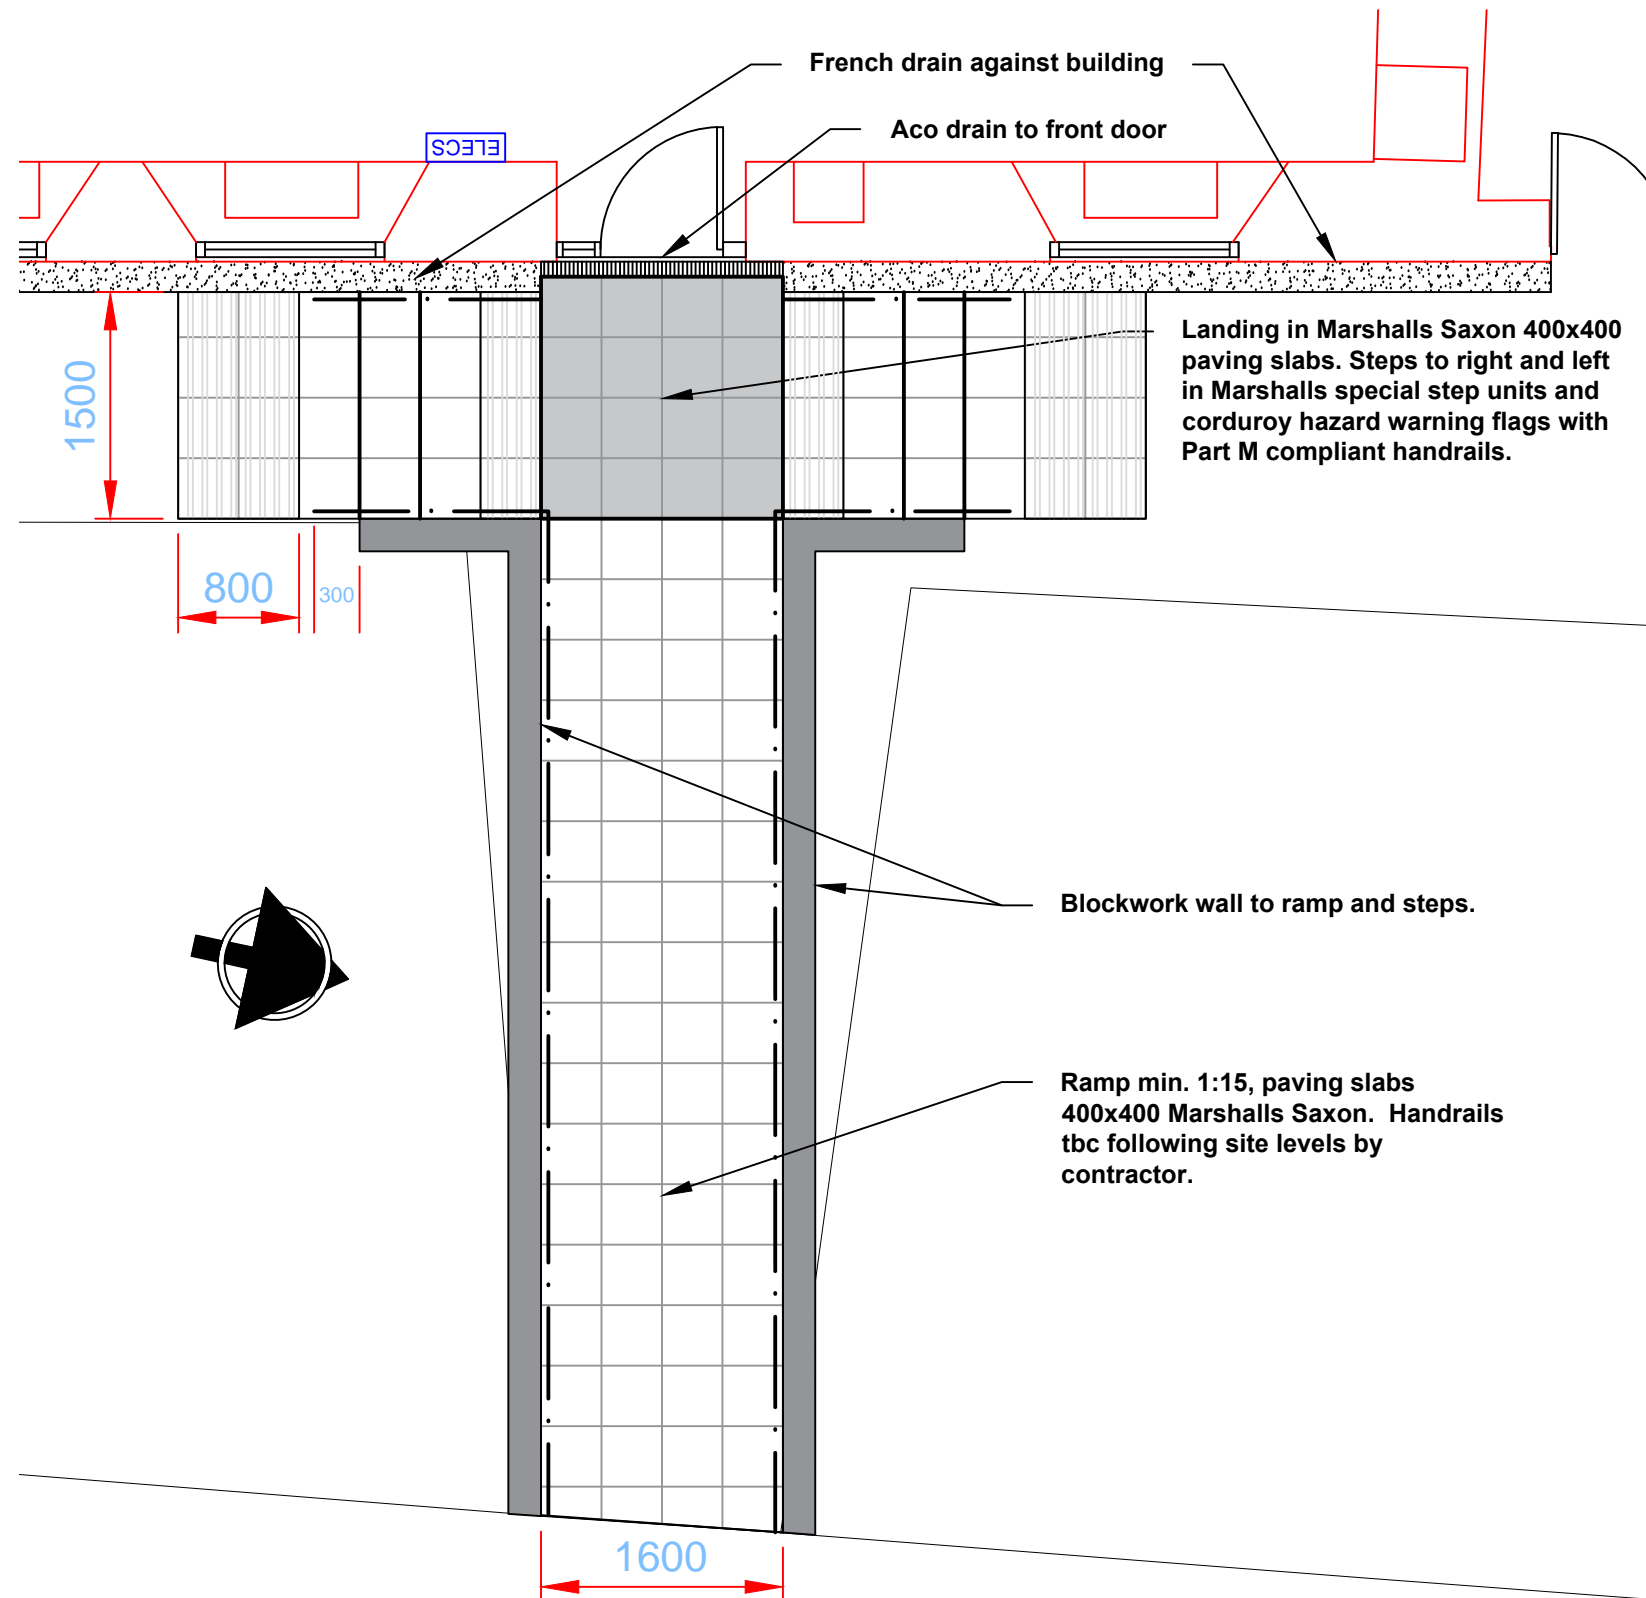 French drain against building
Aco drain to front door
ELECS
Landing in Marshalls Saxon 400x400
paving slabs. Steps to right and left
in Marshalls special step units and
corduroy hazard warning flags with
Part M compliant handrails.
1500
800
300
Blockwork wall to ramp and steps.
Ramp min. 1:15, paving slabs
400x400 Marshalls Saxon.  Handrails
tbc following site levels by
contractor.
1600